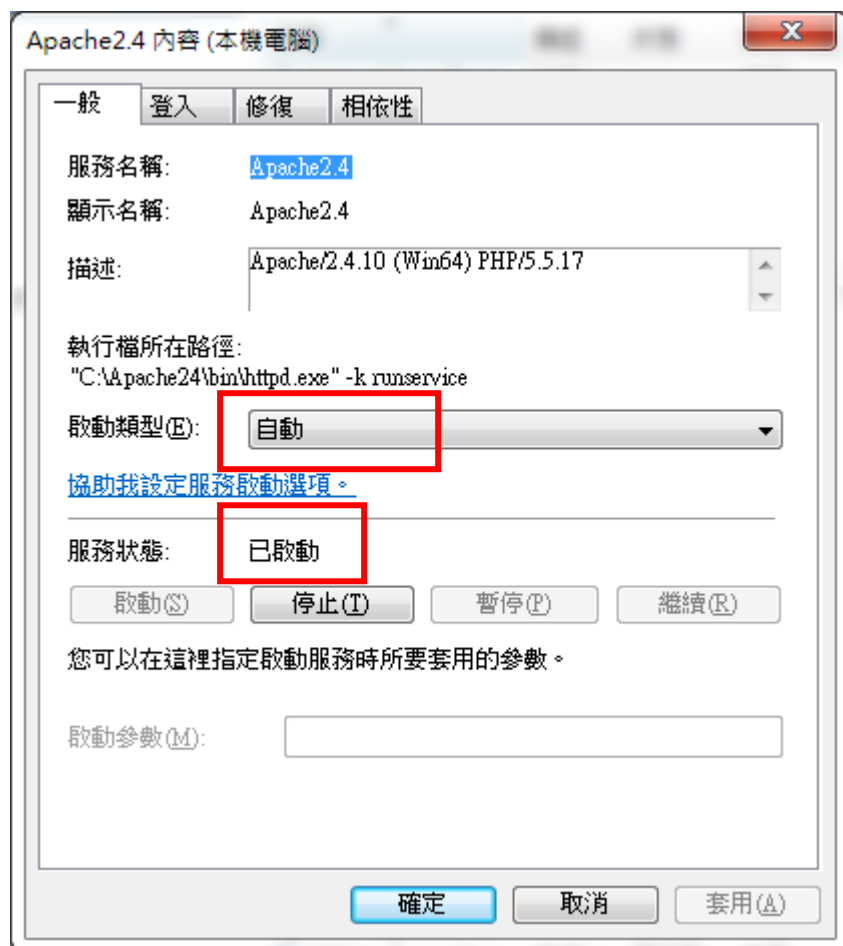 Apache2.4 內容 (本機電腦)
一般 登入 修復 相依性
服務名稱: Apache2.4
顯示名稱: Apache2.4
描述: Apache/2.4.10 (Win64) PHP/5.5.17
執行檔所在路徑:
"C:\Apache24\bin\httpd.exe" -k runservice
啟動類型(E): 自動
協助我設定服務啟動選項。
服務狀態: 已啟動
啟動(S) 停止(T) 暫停(P) 繼續(R)
您可以在這裡指定啟動服務時所要套用的參數。
啟動參數(M):
確定 取消 套用(A)